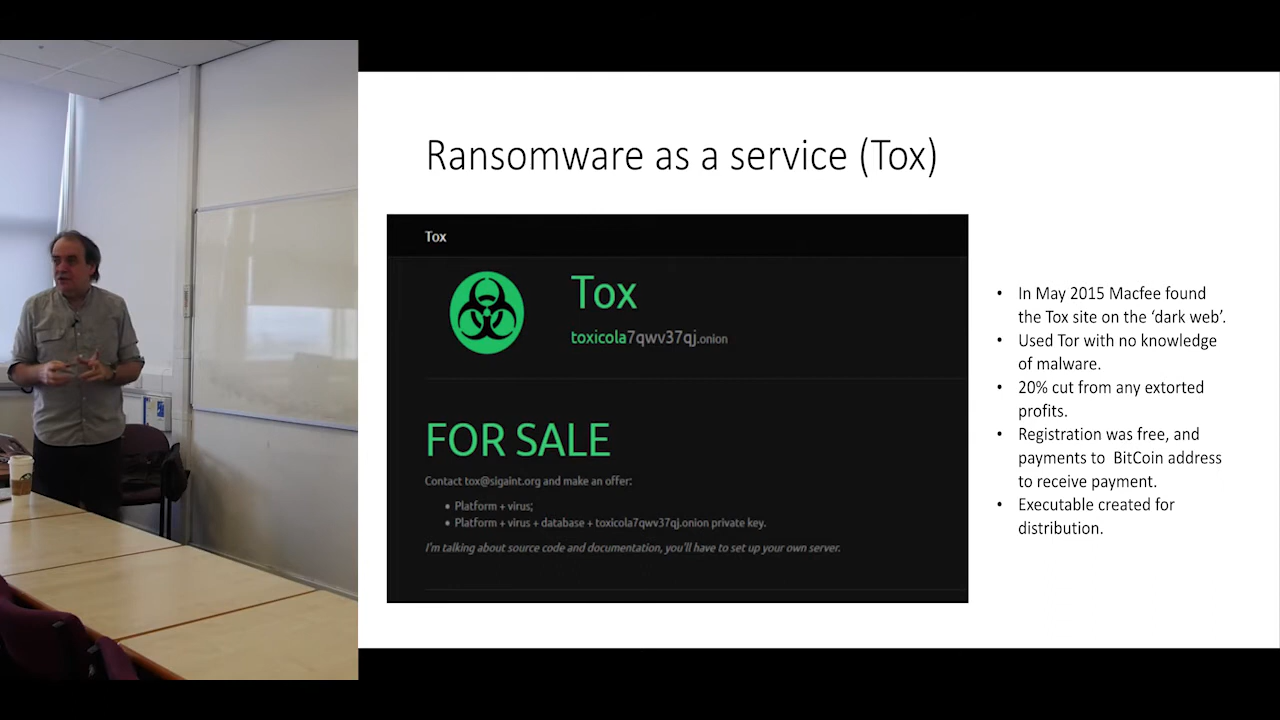 Ransomware as a service (Tox)
Tox
Tox
toxicola7qwv37qj.onion
FOR SALE
Contact tox@sigaint.org and make an offer:
• Platform + virus;
• Platform + virus + database + toxicola7qwv37qj.onion private key.
I'm talking about source code and documentation, you'll have to set up your own server.
• In May 2015 Macfee found
the Tox site on the ‘dark web’.
• Used Tor with no knowledge
of malware.
• 20% cut from any extorted
profits.
• Registration was free, and
payments to BitCoin address
to receive payment.
• Executable created for
distribution.